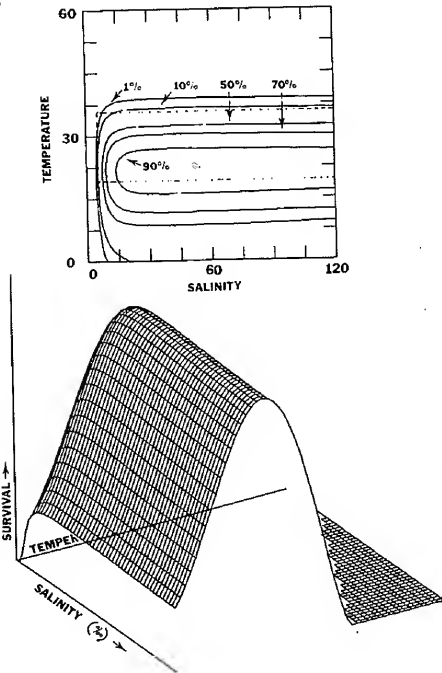 60
1%
10%
50%
70%
TEMPERATURE
30
90%
0
0
60
120
SALINITY
SURVIVAL →
TEMPER
SALINITY (‰) →